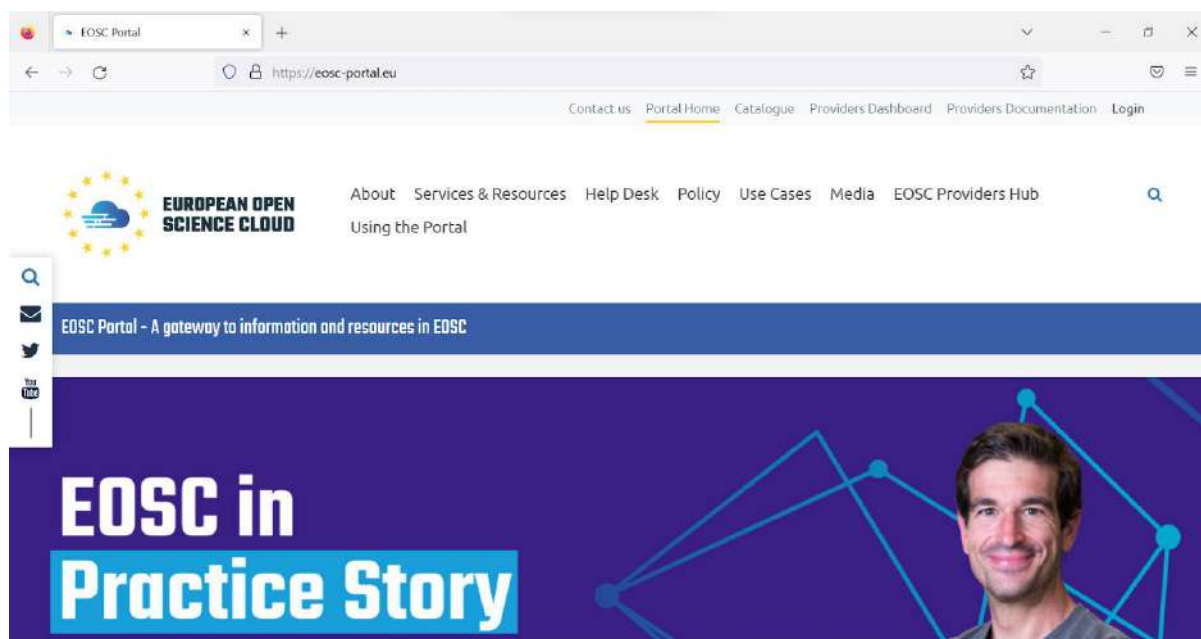 EOSC Portal
https://eosc-portal.eu
Contact us Portal Home Catalogue Providers Dashboard Providers Documentation Login
EUROPEAN OPEN
SCIENCE CLOUD
About Services & Resources Help Desk Policy Use Cases Media EOSC Providers Hub
Using the Portal
You
Tube
EOSC Portal - A gateway to information and resources in EOSC
EOSC in
Practice Story